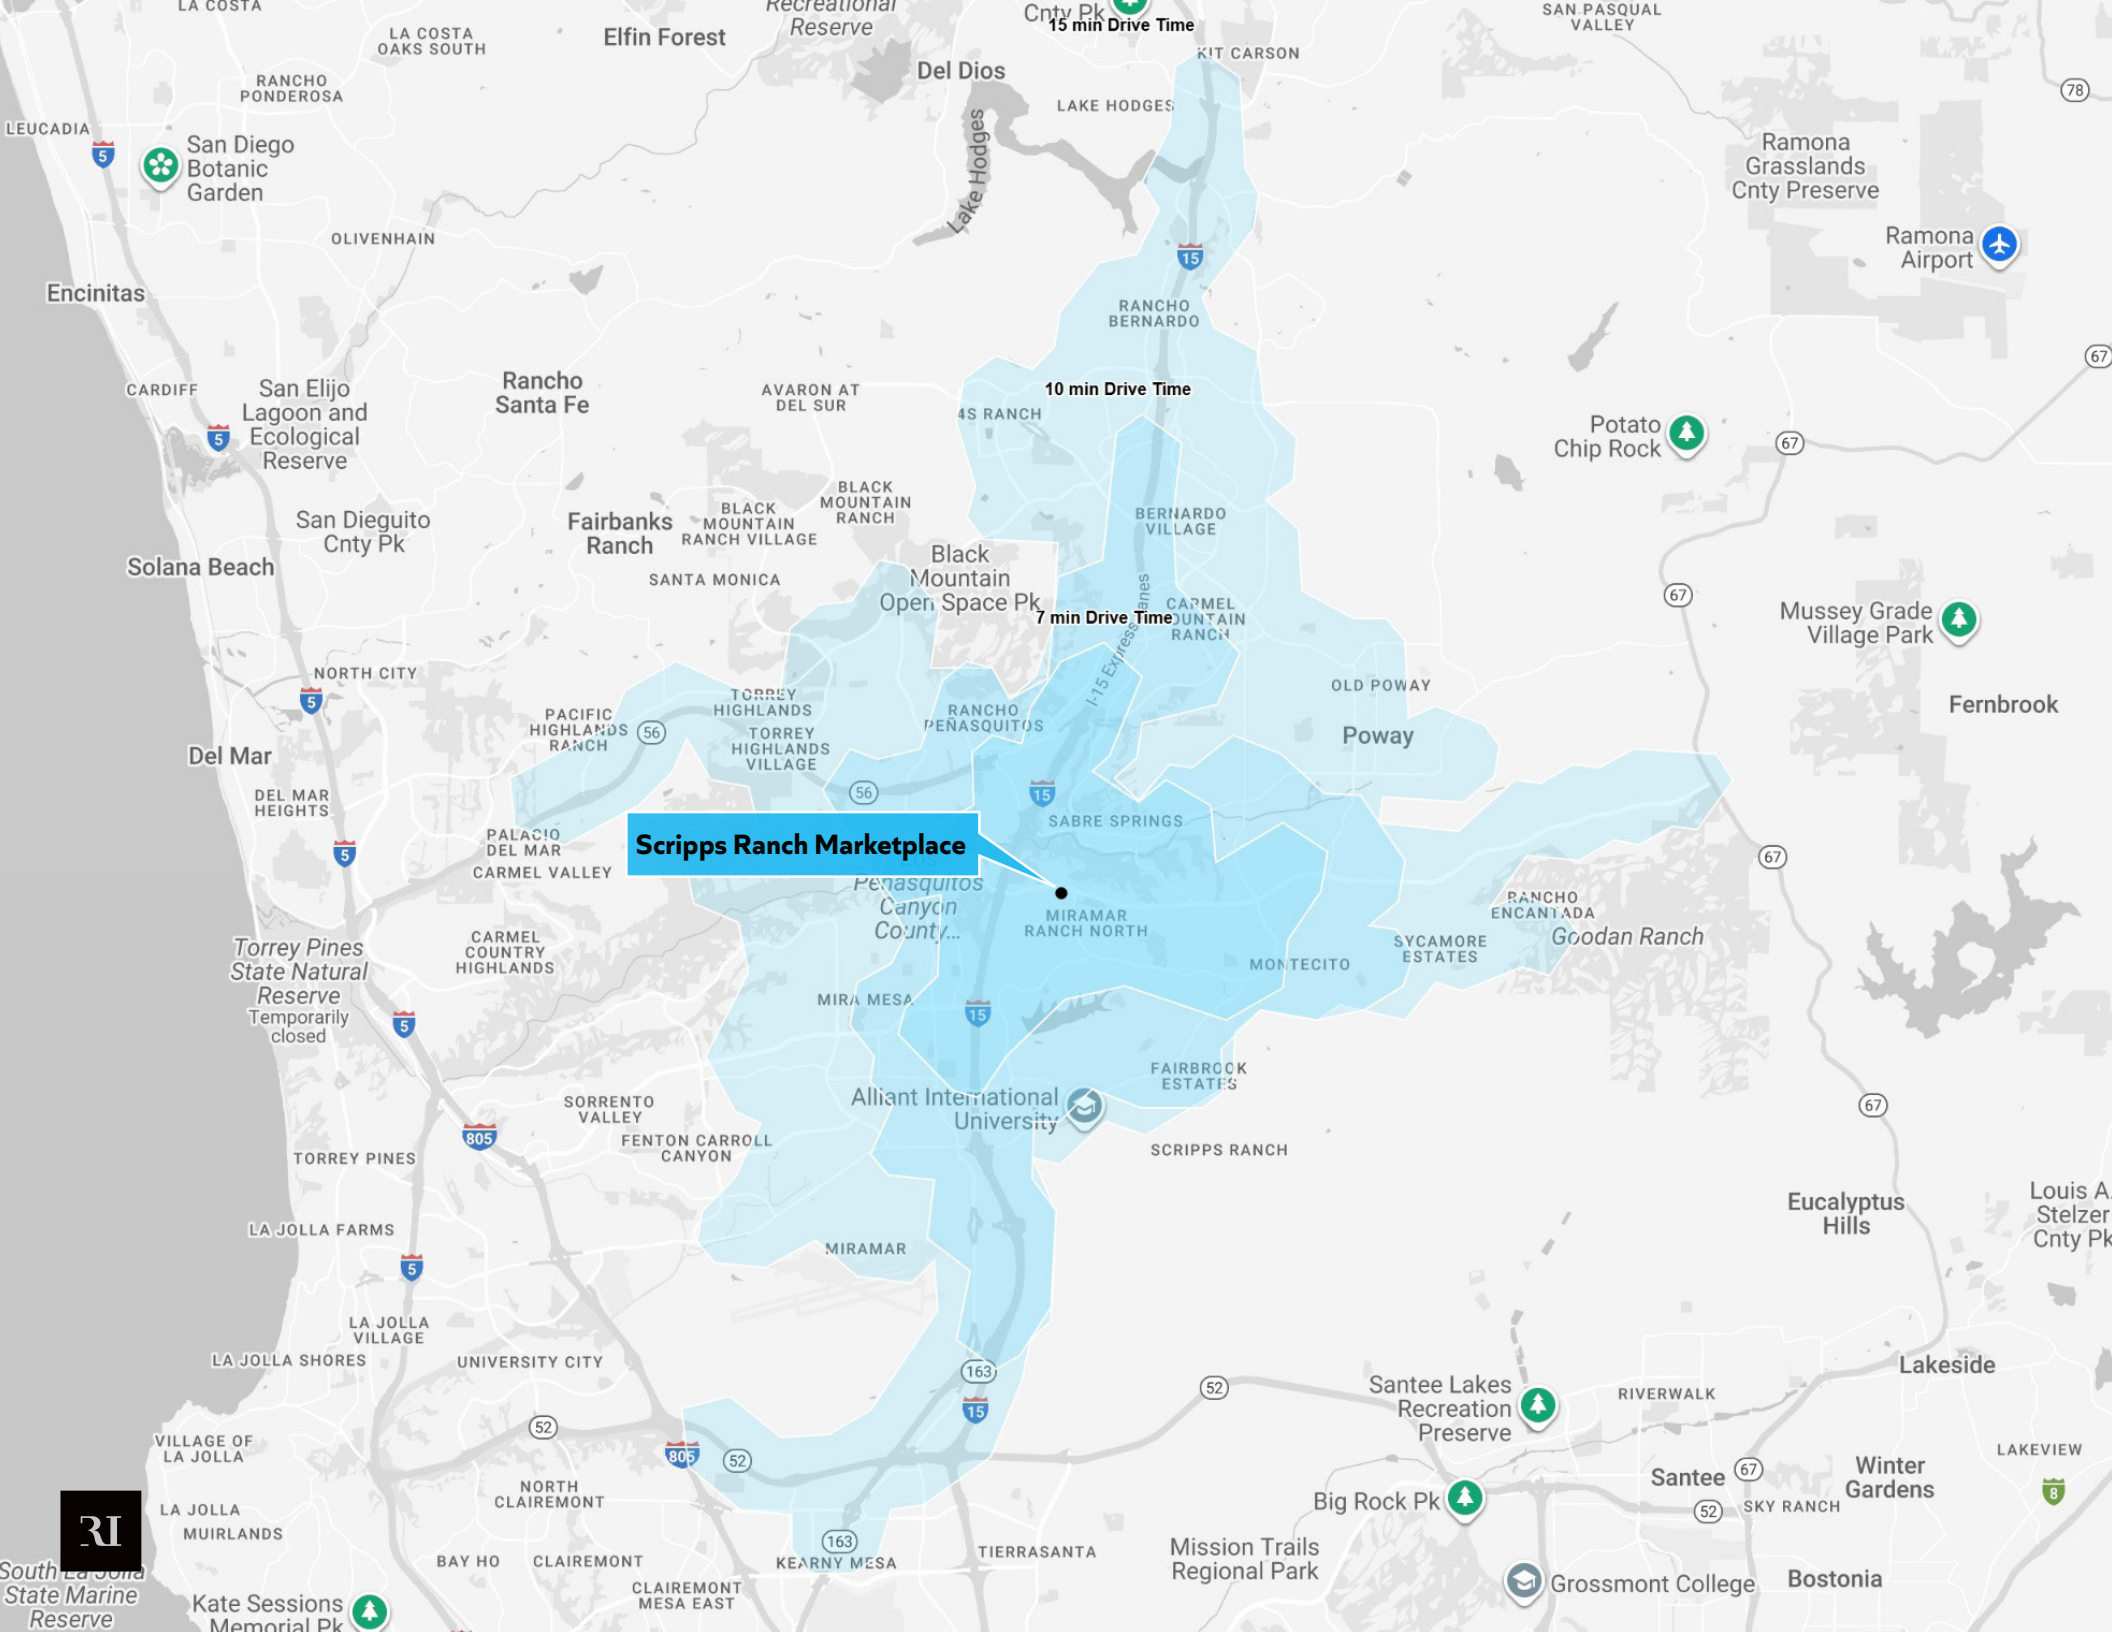 LA COSTA
Recreational
Reserve
Cnty Pk
15 min Drive Time
SAN PASQUAL
VALLEY
LA COSTA
OAKS SOUTH
Elfin Forest
KIT CARSON
Del Dios
RANCHO
PONDEROSA
LAKE HODGES
78
LEUCADIA
5
San Diego
Botanic
Garden
Lake Hodges
Ramona
Grasslands
Cnty Preserve
OLIVENHAIN
Ramona
Airport
15
Encinitas
RANCHO
BERNARDO
67
CARDIFF
San Elijo
Lagoon and
Ecological
Reserve
5
Rancho
Santa Fe
AVARON AT
DEL SUR
10 min Drive Time
4S RANCH
Potato
Chip Rock
67
BLACK
MOUNTAIN
RANCH
BLACK
MOUNTAIN
RANCH VILLAGE
San Dieguito
Cnty Pk
Fairbanks
Ranch
BERNARDO
VILLAGE
Solana Beach
SANTA MONICA
Black
Mountain
Open Space Pk
7 min Drive Time
CARMEL
MOUNTAIN
RANCH
I-15 Express Lanes
67
Mussey Grade
Village Park
NORTH CITY
5
OLD POWAY
TORREY
HIGHLANDS
RANCHO
PEÑASQUITOS
Fernbrook
PACIFIC
HIGHLANDS
RANCH
56
TORREY
HIGHLANDS
VILLAGE
Poway
Del Mar
DEL MAR
HEIGHTS
56
15
SABRE SPRINGS
PALACIO
DEL MAR
Scripps Ranch Marketplace
5
CARMEL VALLEY
67
Peñasquitos
Canyon
County...
MIRAMAR
RANCH NORTH
RANCHO
ENCANTADA
Goodan Ranch
Torrey Pines
State Natural
Reserve
Temporarily
closed
CARMEL
COUNTRY
HIGHLANDS
SYCAMORE
ESTATES
MONTECITO
MIRA MESA
15
5
FAIRBROOK
ESTATES
Alliant International
University
67
SORRENTO
VALLEY
805
FENTON CARROLL
CANYON
SCRIPPS RANCH
TORREY PINES
Eucalyptus
Hills
Louis A.
Stelzer
Cnty Pk
LA JOLLA FARMS
MIRAMAR
5
LA JOLLA
VILLAGE
LA JOLLA SHORES
UNIVERSITY CITY
163
15
Lakeside
52
Santee Lakes
Recreation
Preserve
RIVERWALK
52
VILLAGE OF
LA JOLLA
805
52
LAKEVIEW
Santee
67
Winter
Gardens
8
NORTH
CLAIREMONT
Big Rock Pk
52
SKY RANCH
LA JOLLA
MUIRLANDS
RI
163
KEARNY MESA
TIERRASANTA
Mission Trails
Regional Park
BAY HO
CLAIREMONT
South La Jolla
State Marine
Reserve
CLAIREMONT
MESA EAST
Grossmont College
Bostonia
Kate Sessions
Memorial Pk